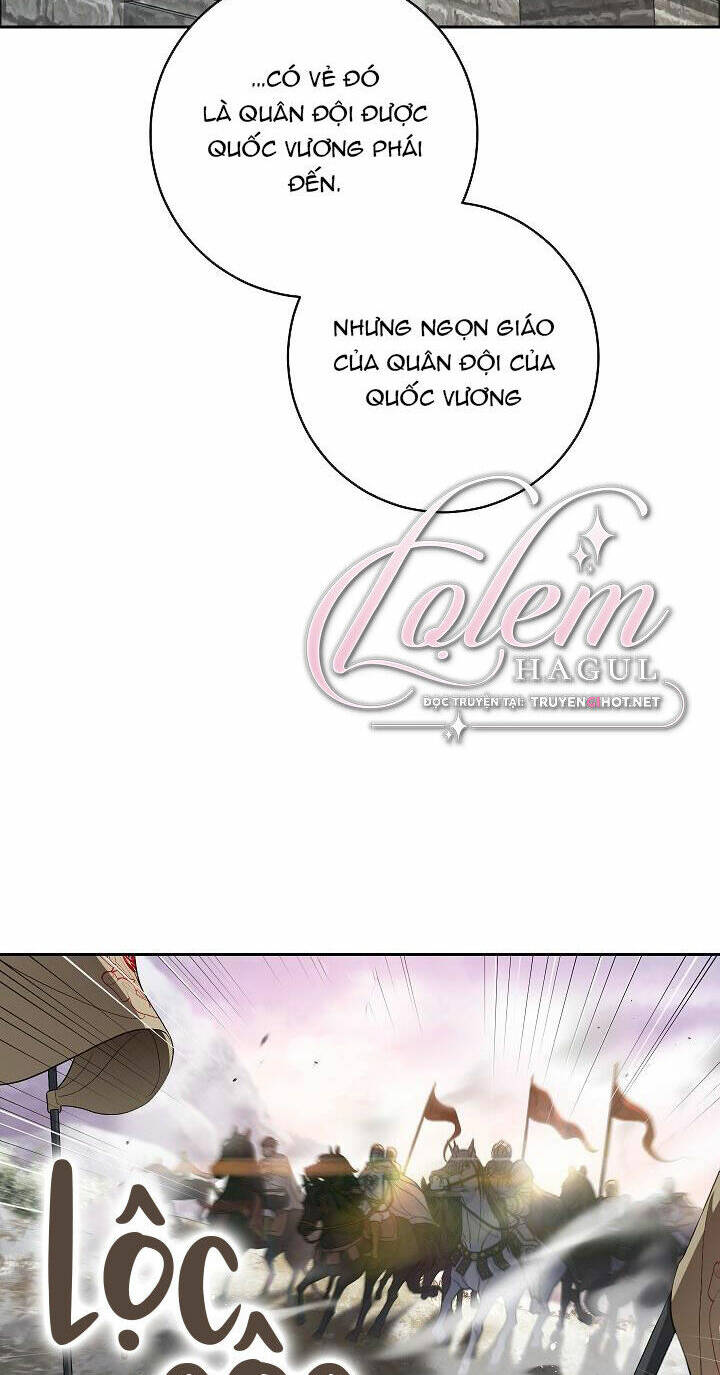 ...CÓ VẺ ĐÓ
LÀ QUÂN ĐỘI ĐƯỢC
QUỐC VƯƠNG PHÁI
ĐẾN.
NHƯNG NGỌN GIÁO
CỦA QUÂN ĐỘI CỦA
QUỐC VƯƠNG
Lọlem
HAGUL
ĐỌC TRUYỆN TẠI: TRUYENGIHOT.NET
LỘC